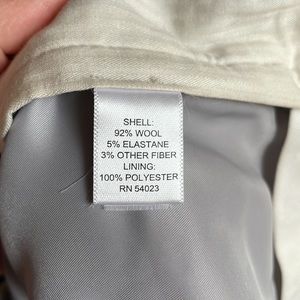 SHELL:
92% WOOL
5% ELASTANE
3% OTHER FIBER
LINING:
100% POLYESTER
RN 54023